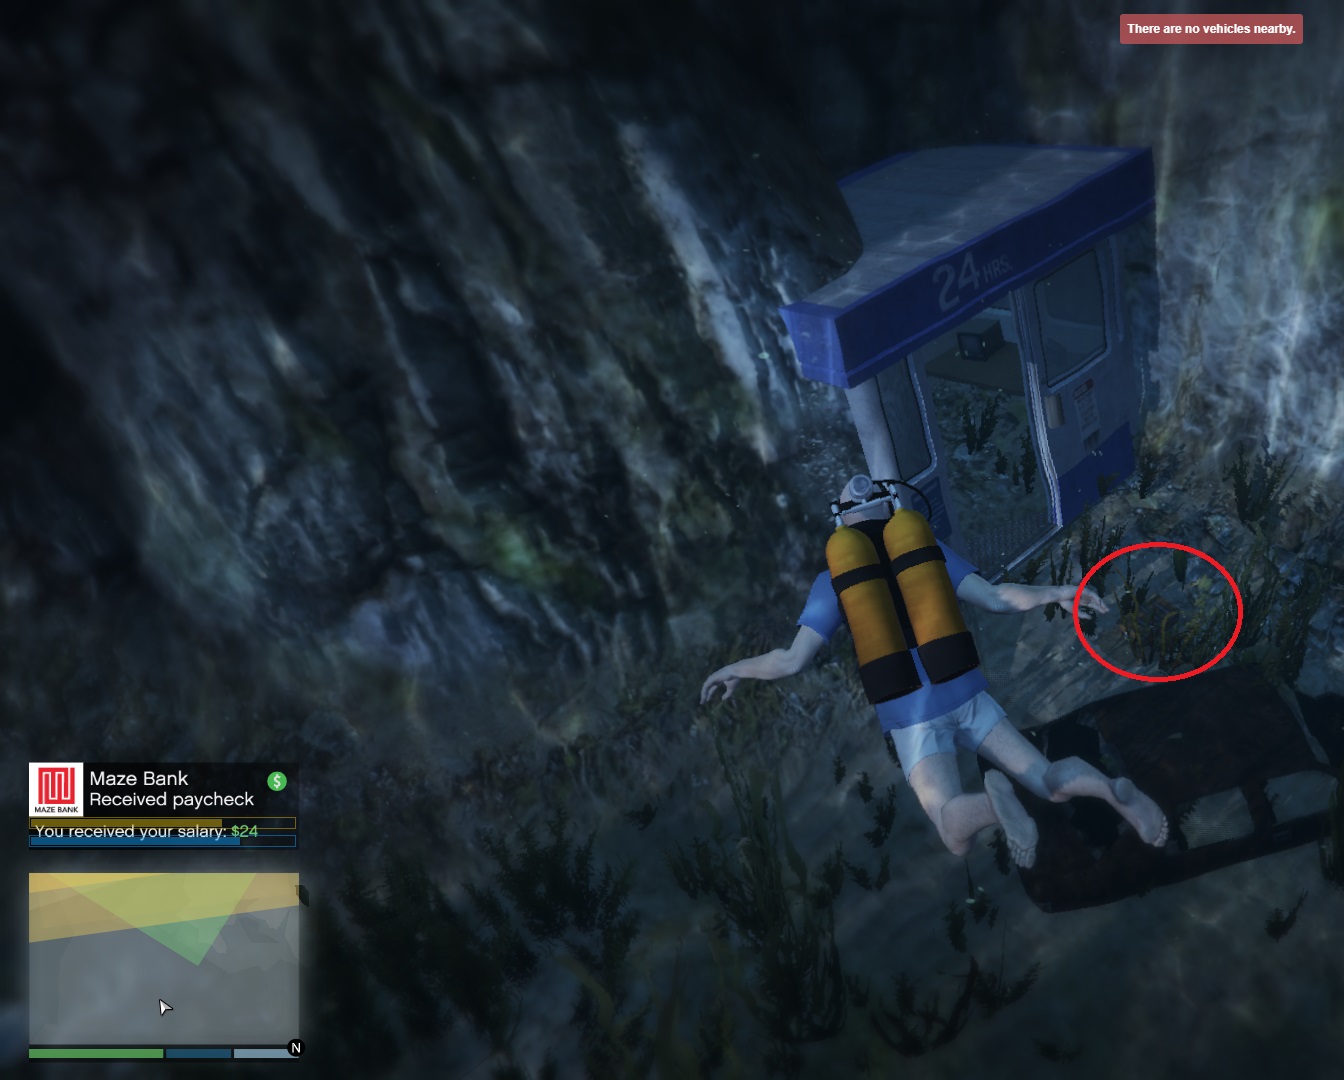 There are no vehicles nearby.
24 HRS.
Maze Bank
Received paycheck
MAZE BANK
You received your salary: $24
N